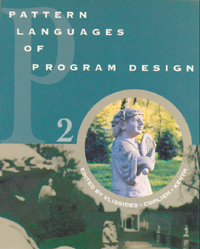 PATTERN
LANGUAGES
OF
PROGRAM DESIGN
P
2
EDITED BY VLISSIDES • COPLIEN • KERTH